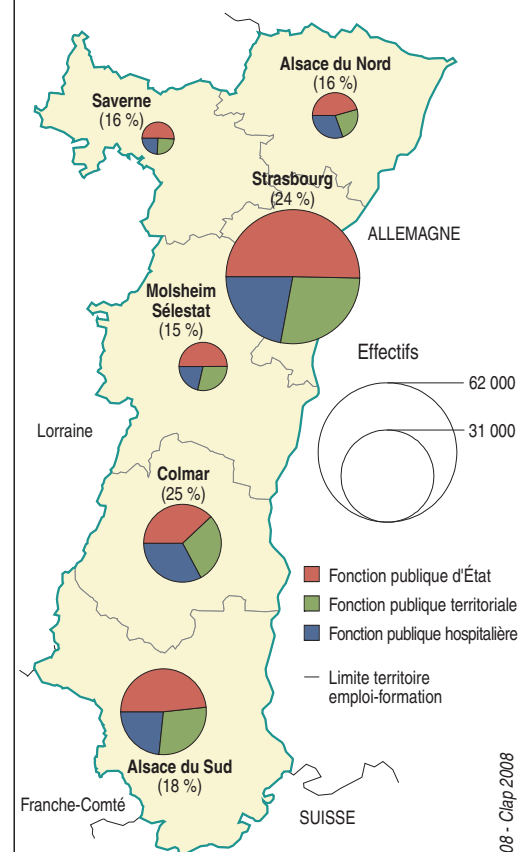 Alsace du Nord
(16 %)
Saverne
(16 %)
Strasbourg
(24 %)
ALLEMAGNE
Molsheim
Sélestat
(15 %)
Effectifs
62 000
31 000
Lorraine
Colmar
(25 %)
Fonction publique d'État
Fonction publique territoriale
Fonction publique hospitalière
Limite territoire
emploi-formation
Alsace du Sud
(18 %)
Franche-Comté
SUISSE
08 - Clap 2008